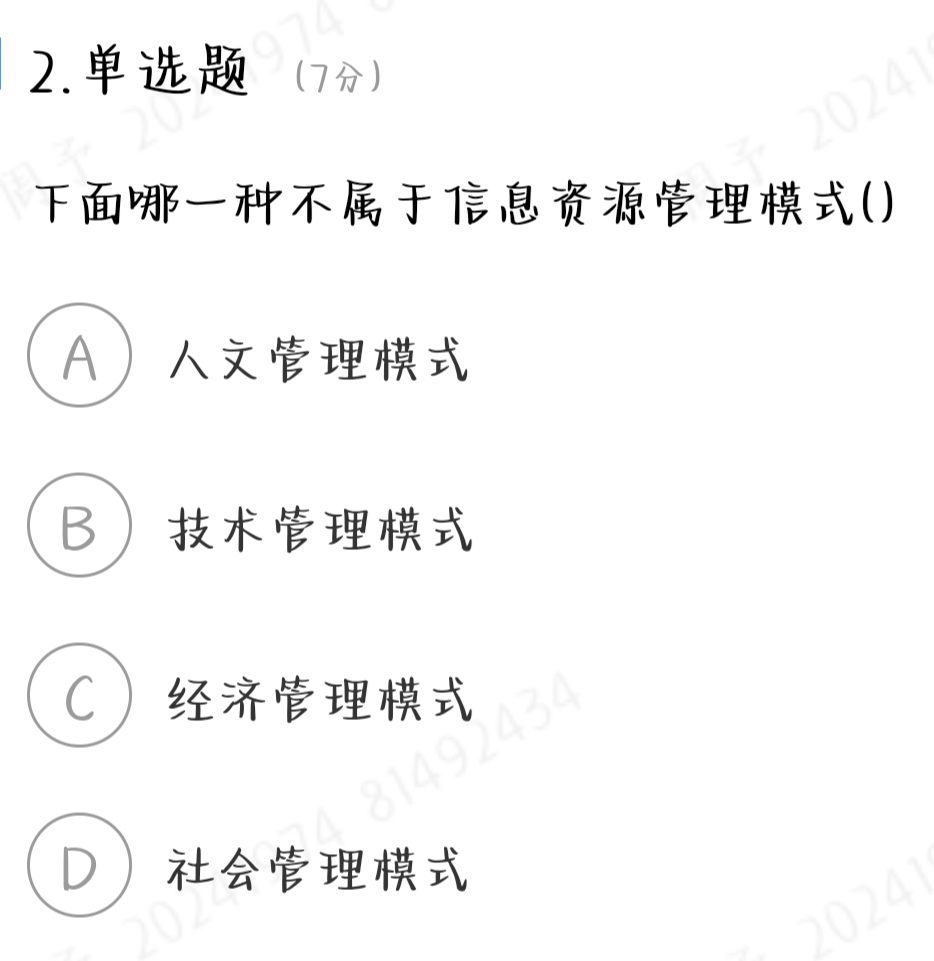 2.单选题 (7分)
下面哪一种不属于信息资源管理模式()
A 人文管理模式
B 技术管理模式
C 经济管理模式
D 社会管理模式